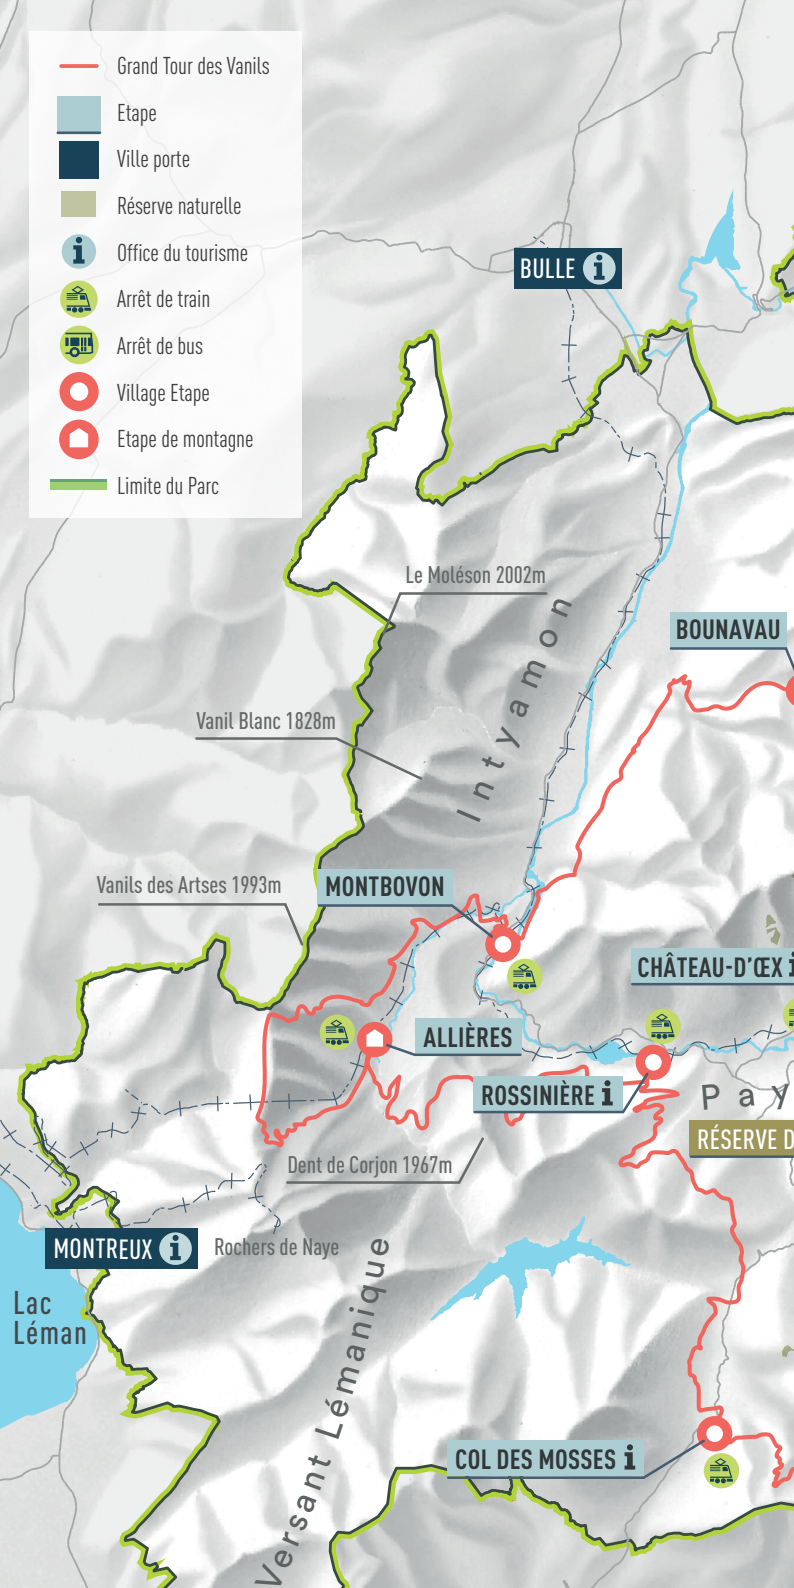 Grand Tour des Vanils
Etape
Ville porte
Réserve naturelle
Office du tourisme
Arrêt de train
Arrêt de bus
Village Etape
Etape de montagne
Limite du Parc
BULLE i
Le Moléson 2002m
Intyamon
BOUNAVAU
Vanil Blanc 1828m
Vanils des Artses 1993m
MONTBOVON
CHÂTEAU-D'ŒX i
ALLIÈRES
ROSSINIÈRE i
Pay
RÉSERVE D
Dent de Corjon 1967m
MONTREUX i
Rochers de Naye
Lac
Léman
Versant Lémanique
COL DES MOSSES i